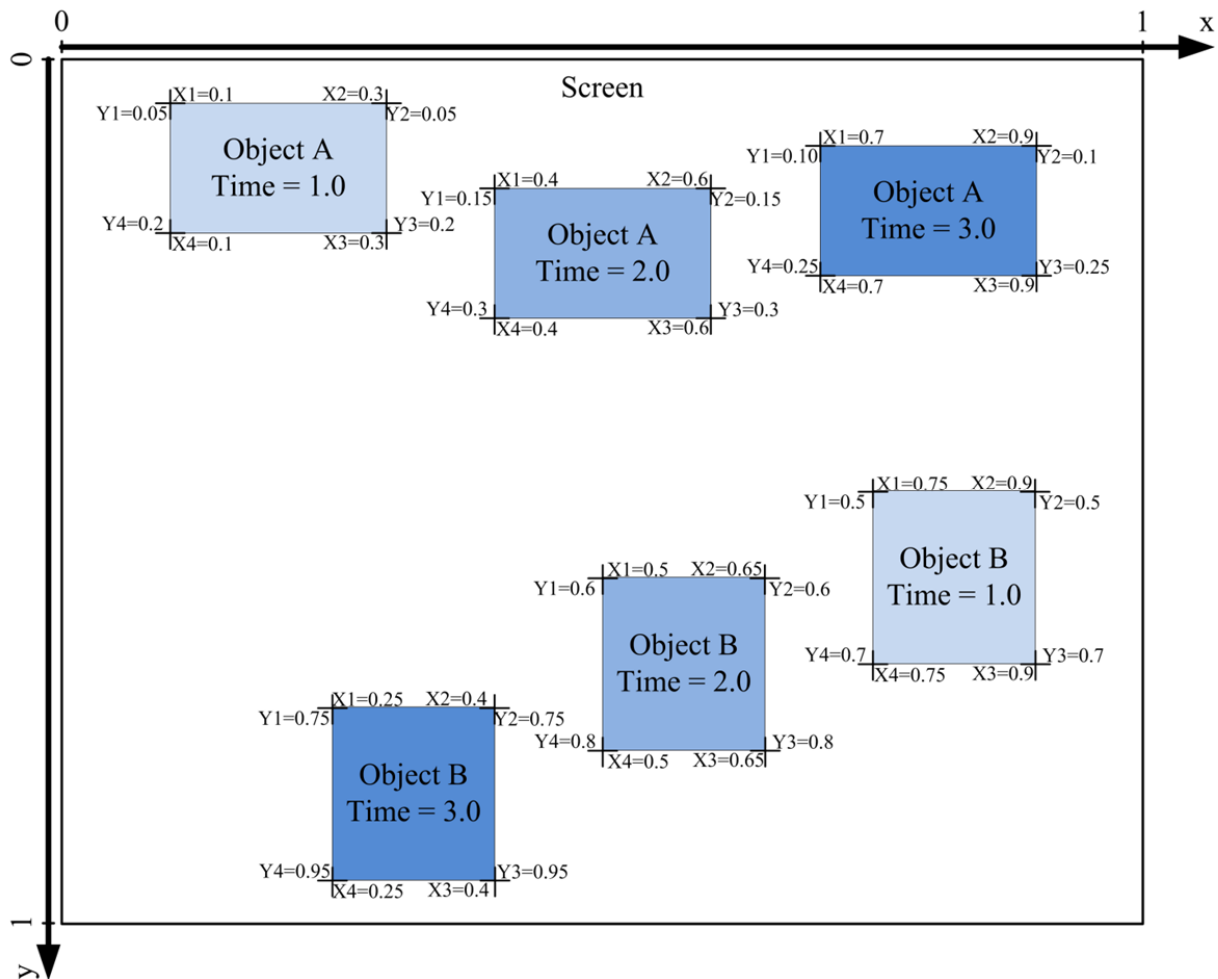 0 1 x
0
Screen
X1=0.1 X2=0.3
Y1=0.05 Y2=0.05
Object A
Time = 1.0
Y4=0.2 Y3=0.2
X4=0.1 X3=0.3
X1=0.4 X2=0.6
Y1=0.15 Y2=0.15
Object A
Time = 2.0
Y4=0.3 Y3=0.3
X4=0.4 X3=0.6
X1=0.7 X2=0.9
Y1=0.10 Y2=0.1
Object A
Time = 3.0
Y4=0.25 Y3=0.25
X4=0.7 X3=0.9
X1=0.75 X2=0.9
Y1=0.5 Y2=0.5
Object B
Time = 1.0
Y4=0.7 Y3=0.7
X4=0.75 X3=0.9
X1=0.5 X2=0.65
Y1=0.6 Y2=0.6
Object B
Time = 2.0
Y4=0.8 Y3=0.8
X4=0.5 X3=0.65
X1=0.25 X2=0.4
Y1=0.75 Y2=0.75
Object B
Time = 3.0
Y4=0.95 Y3=0.95
X4=0.25 X3=0.4
1
y